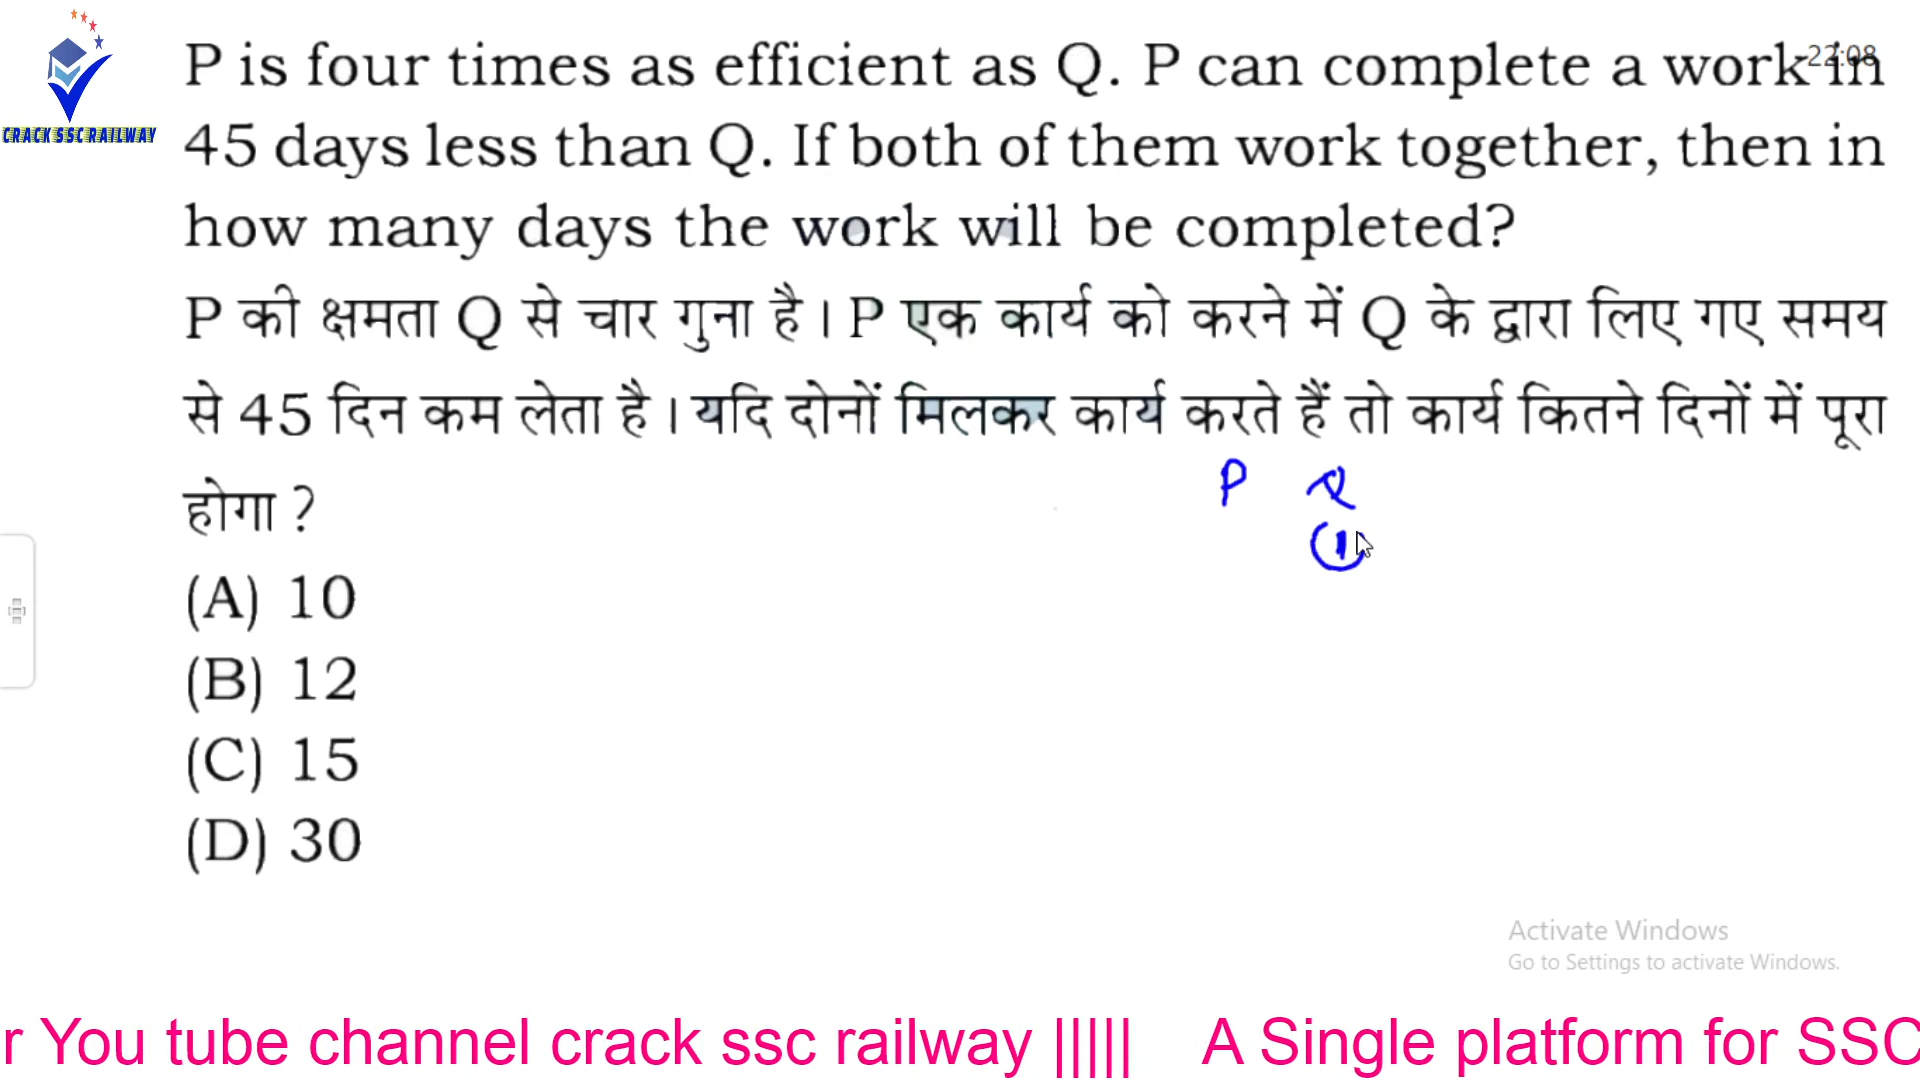 CRACK SSC RAILWAY
22:08
P is four times as efficient as Q. P can complete a work in
45 days less than Q. If both of them work together, then in
how many days the work will be completed?
P की क्षमता Q से चार गुना है। P एक कार्य को करने में Q के द्वारा लिए गए समय
से 45 दिन कम लेता है। यदि दोनों मिलकर कार्य करते हैं तो कार्य कितने दिनों में पूरा
होगा ?
P Q
1
(A) 10
(B) 12
(C) 15
(D) 30
Activate Windows
Go to Settings to activate Windows.
r You tube channel crack ssc railway ||||| A Single platform for SSC